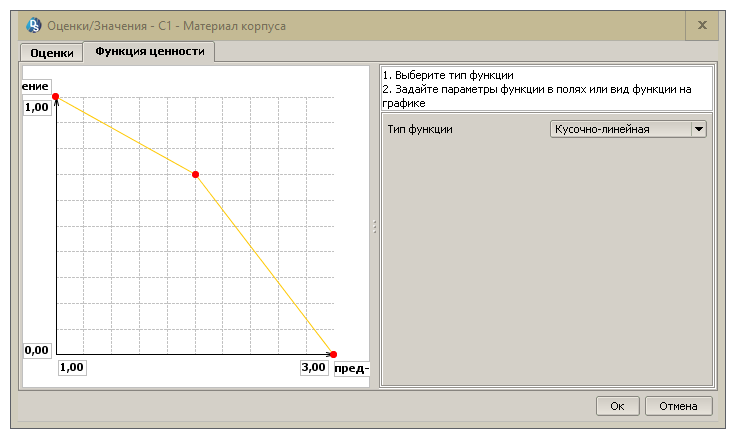 Оценки/Значения - С1 - Материал корпуса
Оценки
Функция ценности
ение
1,00
0,00
1,00
3,00
пред-
1. Выберите тип функции
2. Задайте параметры функции в полях или вид функции на
графике
Тип функции
Кусочно-линейная
Ок
Отмена